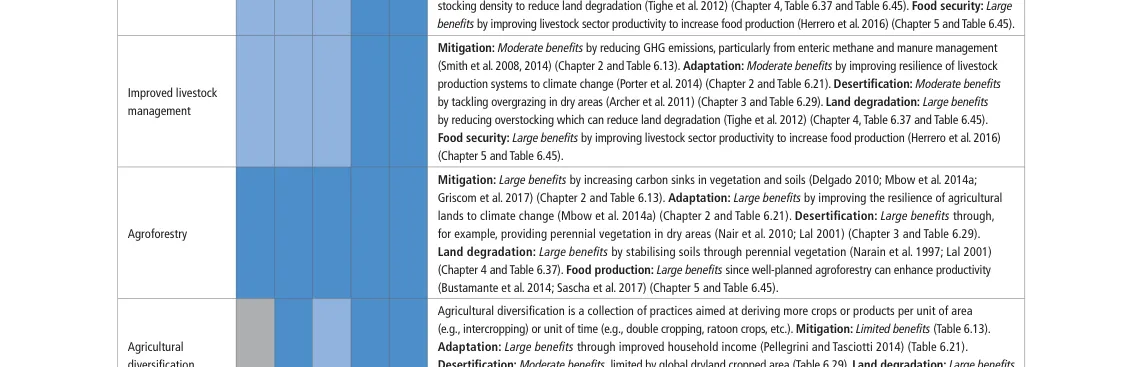 stocking density to reduce land degradation (Tighe et al. 2012) (Chapter 4, Table 6.37 and Table 6.45). Food security: Large
benefits by improving livestock sector productivity to increase food production (Herrero et al. 2016) (Chapter 5 and Table 6.45).
Improved livestock
management
Mitigation: Moderate benefits by reducing GHG emissions, particularly from enteric methane and manure management
(Smith et al. 2008, 2014) (Chapter 2 and Table 6.13). Adaptation: Moderate benefits by improving resilience of livestock
production systems to climate change (Porter et al. 2014) (Chapter 2 and Table 6.21). Desertification: Moderate benefits
by tackling overgrazing in dry areas (Archer et al. 2011) (Chapter 3 and Table 6.29). Land degradation: Large benefits
by reducing overstocking which can reduce land degradation (Tighe et al. 2012) (Chapter 4, Table 6.37 and Table 6.45).
Food security: Large benefits by improving livestock sector productivity to increase food production (Herrero et al. 2016)
(Chapter 5 and Table 6.45).
Agroforestry
Mitigation: Large benefits by increasing carbon sinks in vegetation and soils (Delgado 2010; Mbow et al. 2014a;
Griscom et al. 2017) (Chapter 2 and Table 6.13). Adaptation: Large benefits by improving the resilience of agricultural
lands to climate change (Mbow et al. 2014a) (Chapter 2 and Table 6.21). Desertification: Large benefits through,
for example, providing perennial vegetation in dry areas (Nair et al. 2010; Lal 2001) (Chapter 3 and Table 6.29).
Land degradation: Large benefits by stabilising soils through perennial vegetation (Narain et al. 1997; Lal 2001)
(Chapter 4 and Table 6.37). Food production: Large benefits since well-planned agroforestry can enhance productivity
(Bustamante et al. 2014; Sascha et al. 2017) (Chapter 5 and Table 6.45).
Agricultural
diversification
Agricultural diversification is a collection of practices aimed at deriving more crops or products per unit of area
(e.g., intercropping) or unit of time (e.g., double cropping, ratoon crops, etc.). Mitigation: Limited benefits (Table 6.13).
Adaptation: Large benefits through improved household income (Pellegrini and Tasciotti 2014) (Table 6.21).
Desertification: Moderate benefits, limited by global dryland cropped area (Table 6.29). Land degradation: Large benefits